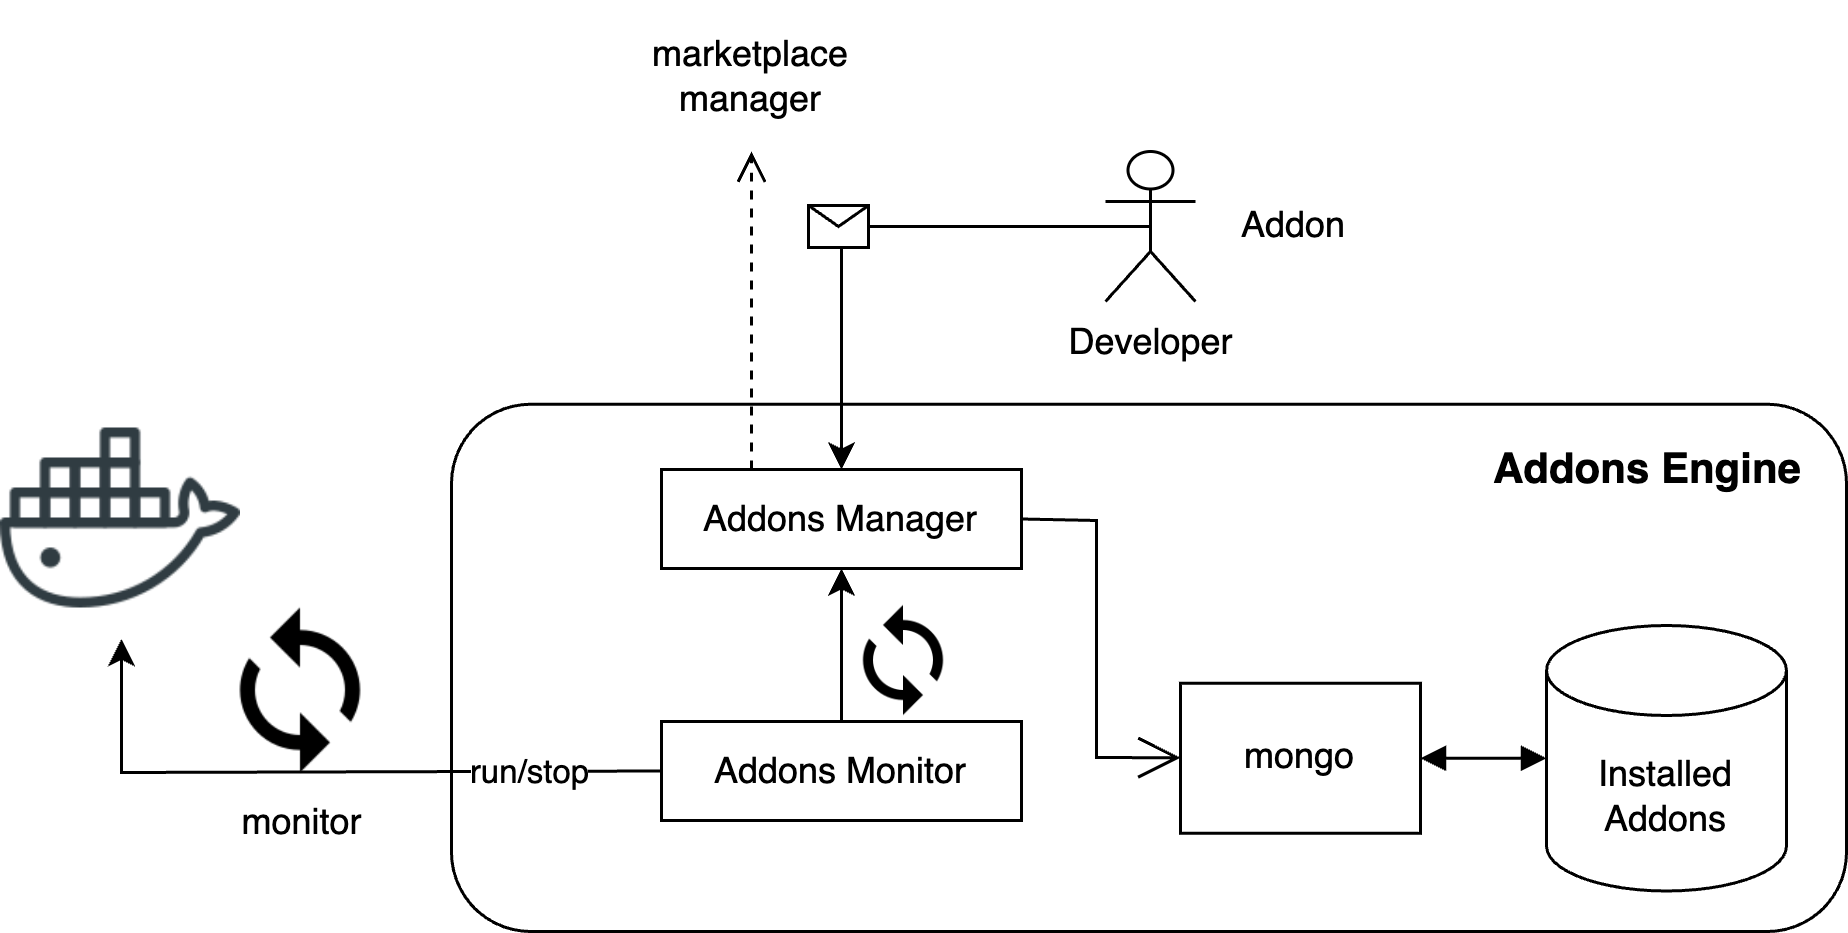 marketplace
manager
Addon
Developer
Addons Engine
Addons Manager
mongo
Installed
Addons
run/stop
Addons Monitor
monitor